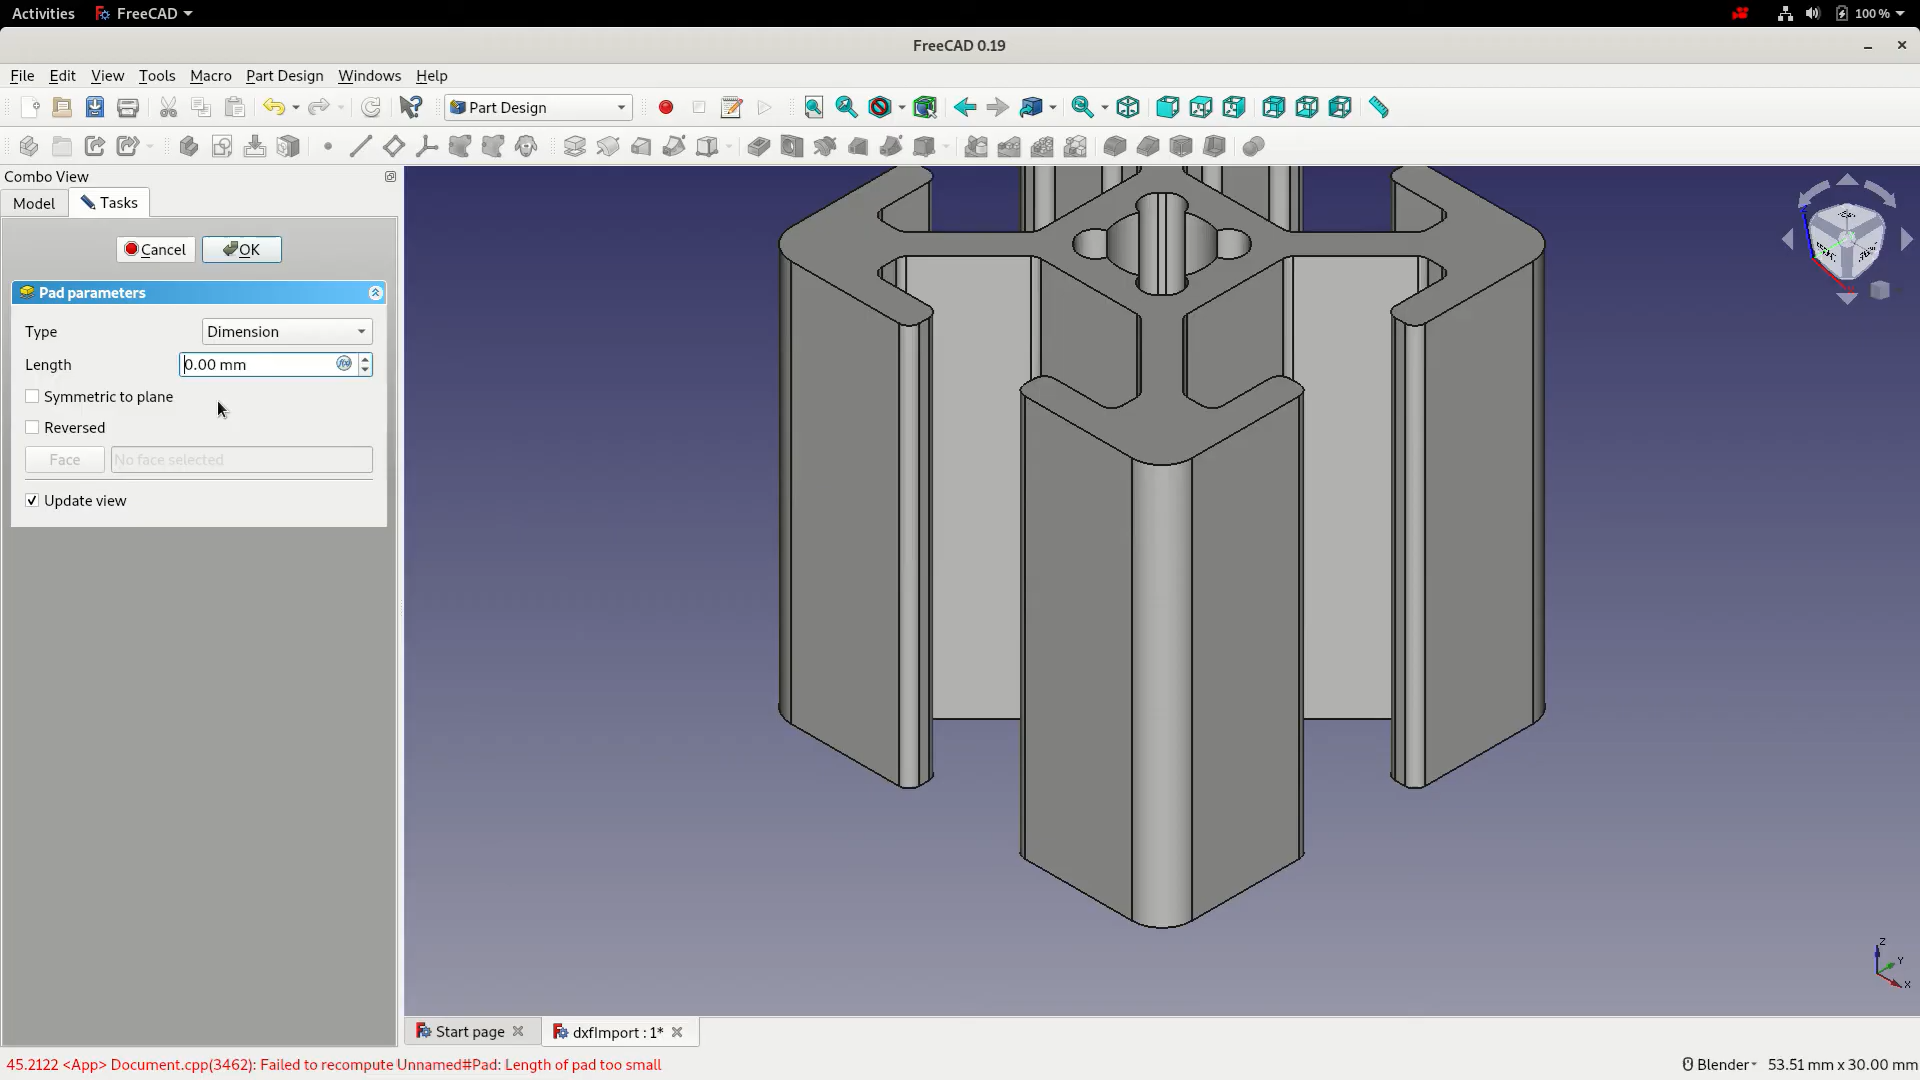 Activities FreeCAD 100 %
FreeCAD 0.19
File Edit View Tools Macro Part Design Windows Help
Part Design
Combo View
Model Tasks
Cancel OK
Pad parameters
Type Dimension
Length 0.00 mm
Symmetric to plane
Reversed
Face No face selected
Update view
Z
Y
X
Start page dxfImport : 1*
45.2122 <App> Document.cpp(3462): Failed to recompute Unnamed#Pad: Length of pad too small Blender 53.51 mm x 30.00 mm